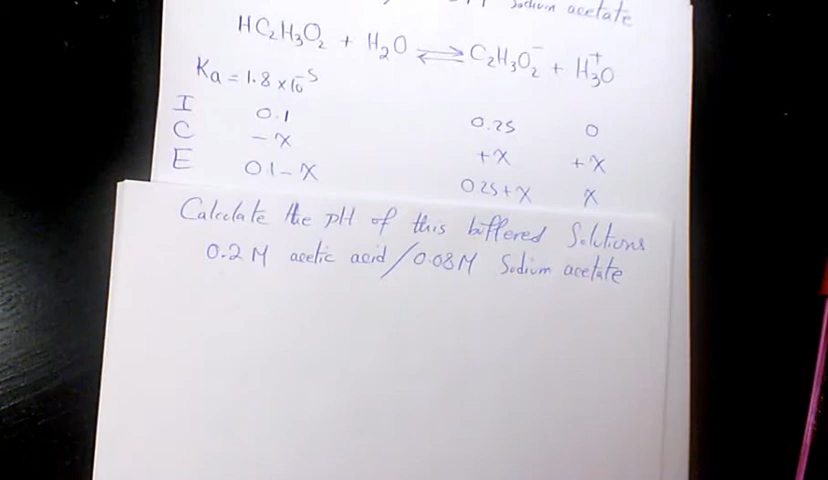 Sodium acetate
HC₂H₃O₂ + H₂O ⇌ C₂H₃O₂⁻ + H₃O⁺
Ka = 1.8 × 10⁻⁵
I 0.1 0.25 0
C - X + X + X
E 0.1 - X 0.25 + X X
Calculate the pH of this buffered Solutions
0.2 M acetic acid / 0.08 M Sodium acetate